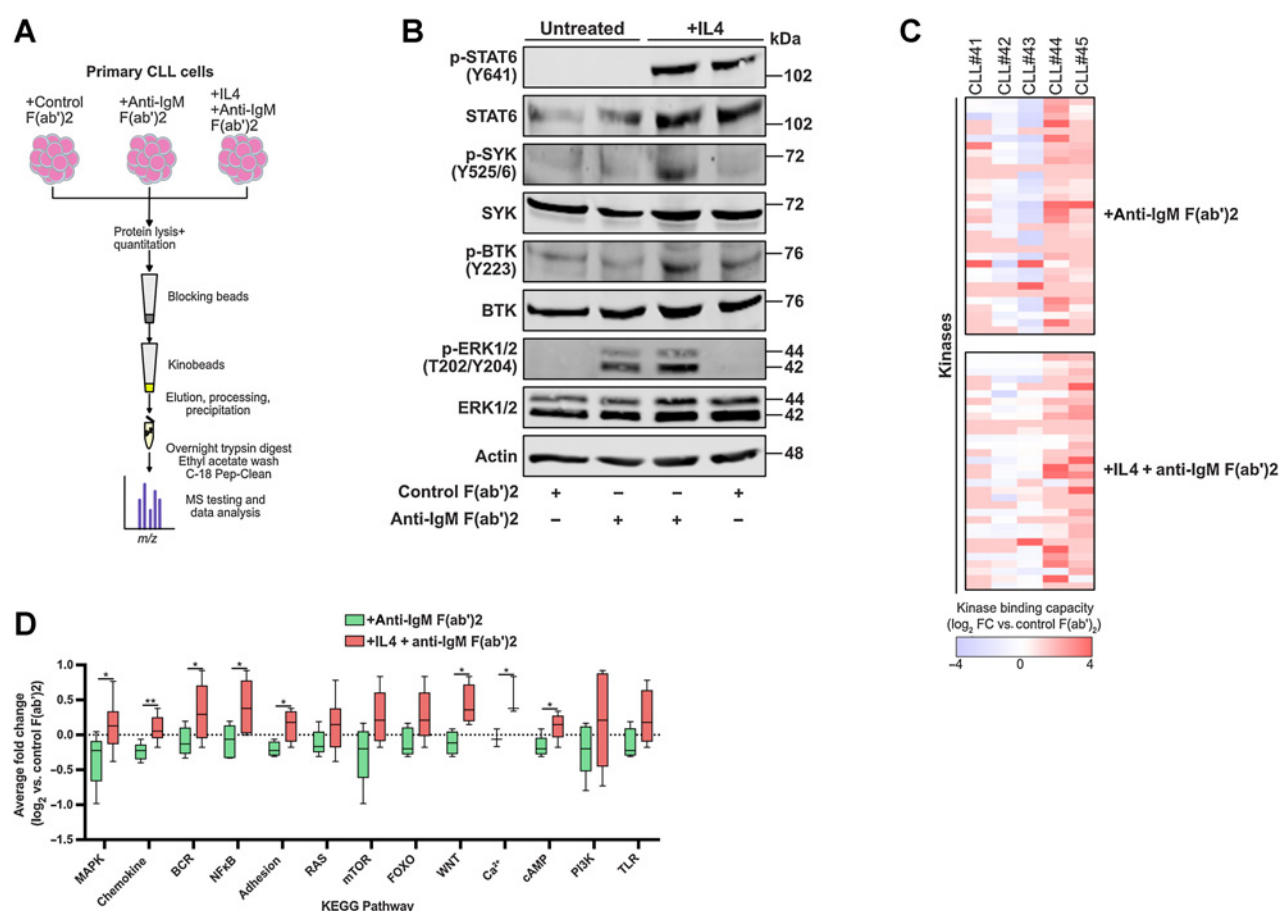 A
Primary CLL cells
+Control
F(ab')2
+Anti-IgM
F(ab')2
+IL4
+Anti-IgM
F(ab')2
Protein lysis+
quantitation
Blocking beads
Kinobeads
Elution, processing,
precipitation
Overnight trypsin digest
Ethyl acetate wash
C-18 Pep-Clean
MS testing and
data analysis
m/z
B
Untreated +IL4 kDa
p-STAT6
(Y641)
102
STAT6
102
p-SYK
(Y525/6)
72
SYK
72
p-BTK
(Y223)
76
BTK
76
p-ERK1/2
(T202/Y204)
44
42
ERK1/2
44
42
Actin
48
Control F(ab')2 + – – +
Anti-IgM F(ab')2 – + + –
C
CLL#41
CLL#42
CLL#43
CLL#44
CLL#45
Kinases
+Anti-IgM F(ab')2
+IL4 + anti-IgM F(ab')2
Kinase binding capacity
(log2 FC vs. control F(ab')2)
–4 0 4
D
+Anti-IgM F(ab')2
+IL4 + anti-IgM F(ab')2
Average fold change
(log2 vs. control F(ab')2)
1.0
0.5
0.0
–0.5
–1.0
–1.5
* ** * * * * * *
MAPK
Chemokine
BCR
NFκB
Adhesion
RAS
mTOR
FOXO
WNT
Ca²⁺
cAMP
PI3K
TLR
KEGG Pathway